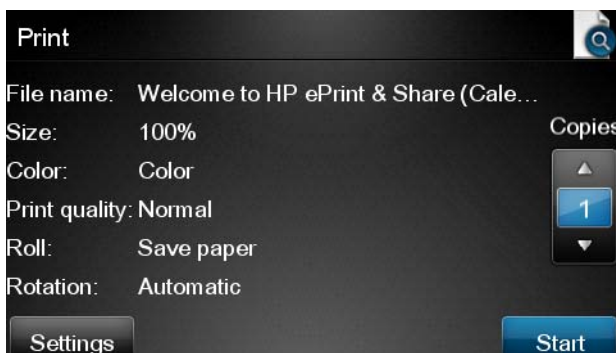 Print
File name: Welcome to HP ePrint & Share (Cale...
Size: 100%
Copies
Color: Color
Print quality: Normal
1
Roll: Save paper
Rotation: Automatic
Settings
Start